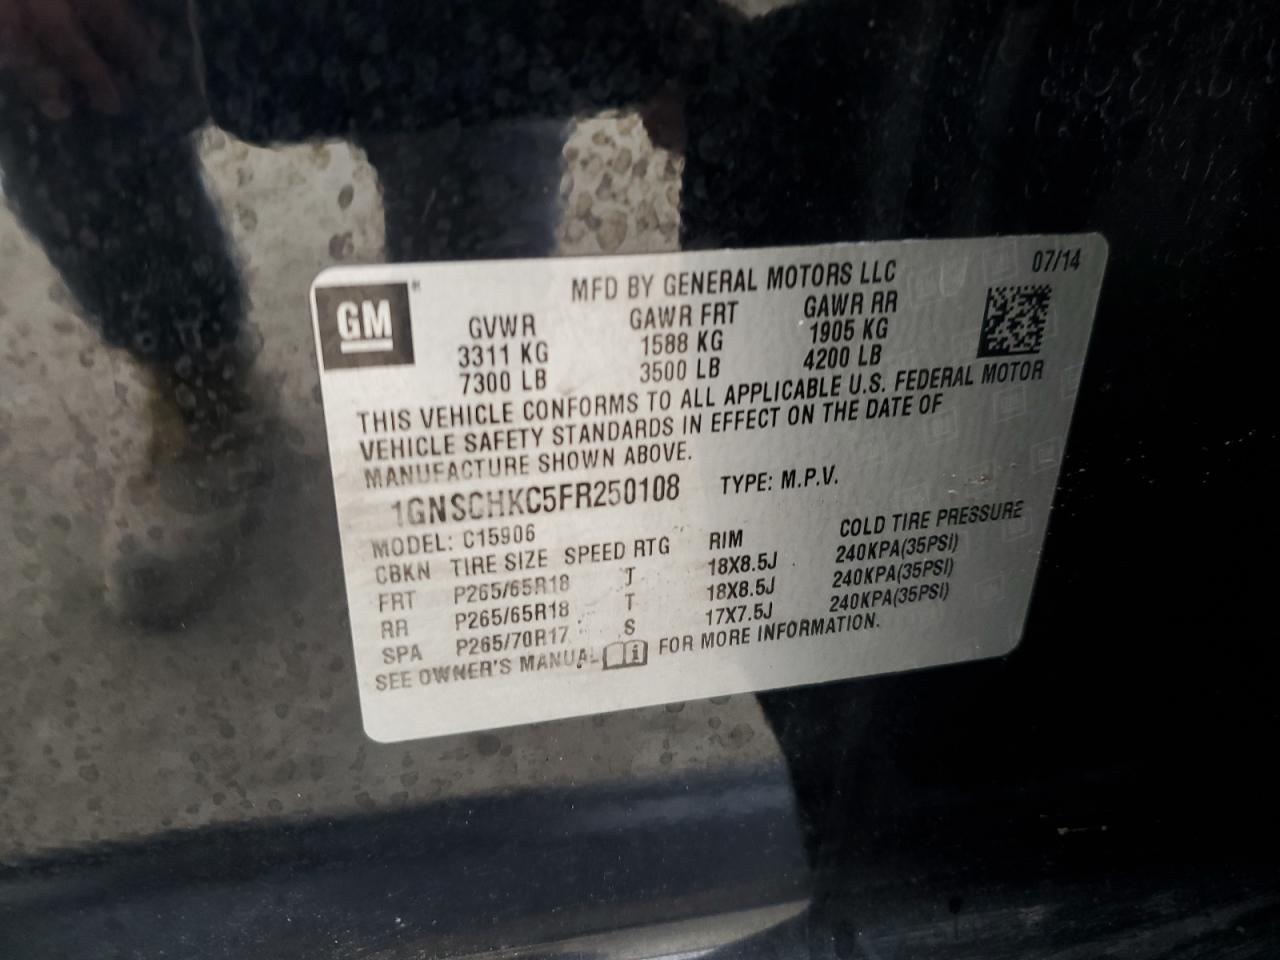 GM
MFD BY GENERAL MOTORS LLC 07/14
GVWR GAWR FRT GAWR RR
3311 KG 1588 KG 1905 KG
7300 LB 3500 LB 4200 LB
THIS VEHICLE CONFORMS TO ALL APPLICABLE U.S. FEDERAL MOTOR
VEHICLE SAFETY STANDARDS IN EFFECT ON THE DATE OF
MANUFACTURE SHOWN ABOVE.
1GNSCHKC5FR250108 TYPE: M.P.V.
MODEL: C15906
CBKN TIRE SIZE SPEED RTG RIM COLD TIRE PRESSURE
FRT P265/65R18 T 18X8.5J 240KPA(35PSI)
RR P265/65R18 T 18X8.5J 240KPA(35PSI)
SPA P265/70R17 S 17X7.5J 240KPA(35PSI)
SEE OWNER'S MANUAL i FOR MORE INFORMATION.